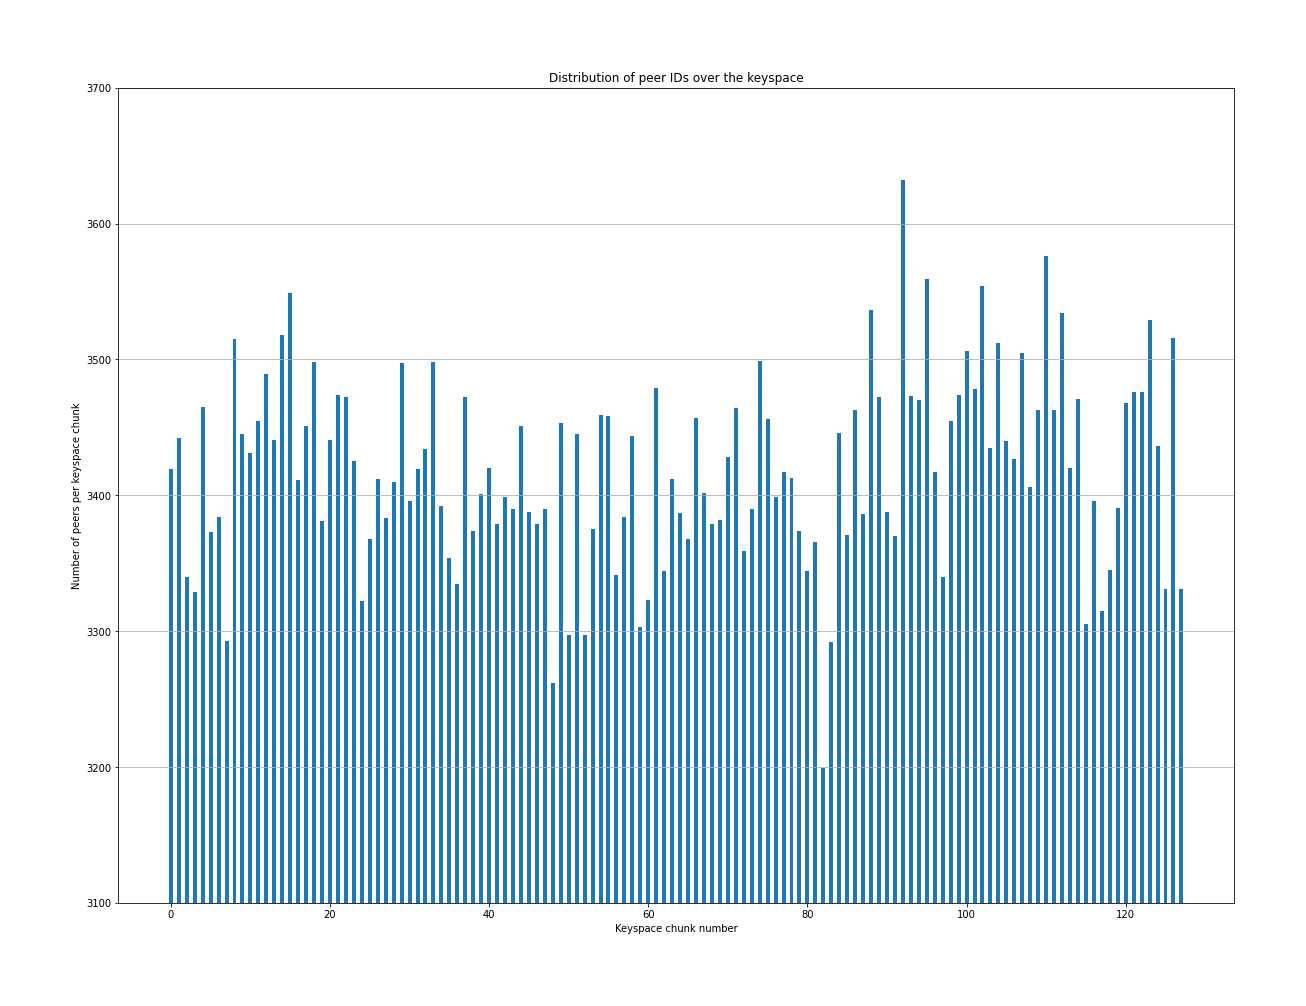 Distribution of peer IDs over the keyspace
3700
3600
3500
3400
3300
3200
3100
Number of peers per keyspace chunk
0 20 40 60 80 100 120
Keyspace chunk number